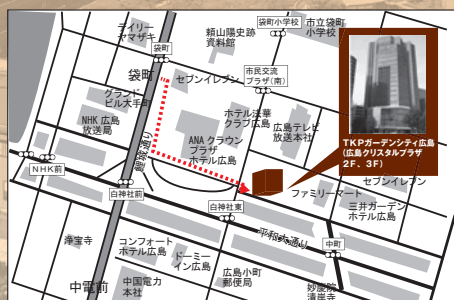 デイリー
ヤマザキ
頼山陽史跡
資料館
袋町小学校
市立袋町
小学校
袋町
袋町
セブンイレブン
市民交流
プラザ(南)
グランド
ビル大手町
NHK広島
放送局
鯉城通り
ホテル法華
クラブ広島
ANAクラウン
プラザ
ホテル広島
広島テレビ
放送本社
TKPガーデンシティ広島
(広島クリスタルプラザ
2F、3F)
NHK前
白神社前
白神社東
ファミリーマート
セブンイレブン
三井ガーデン
ホテル広島
平和大通り
中町
浄宝寺
コンフォート
ホテル広島
ドーミー
イン広島
中電前
中国電力
本社
広島小町
郵便局
妙慶院
清岸寺